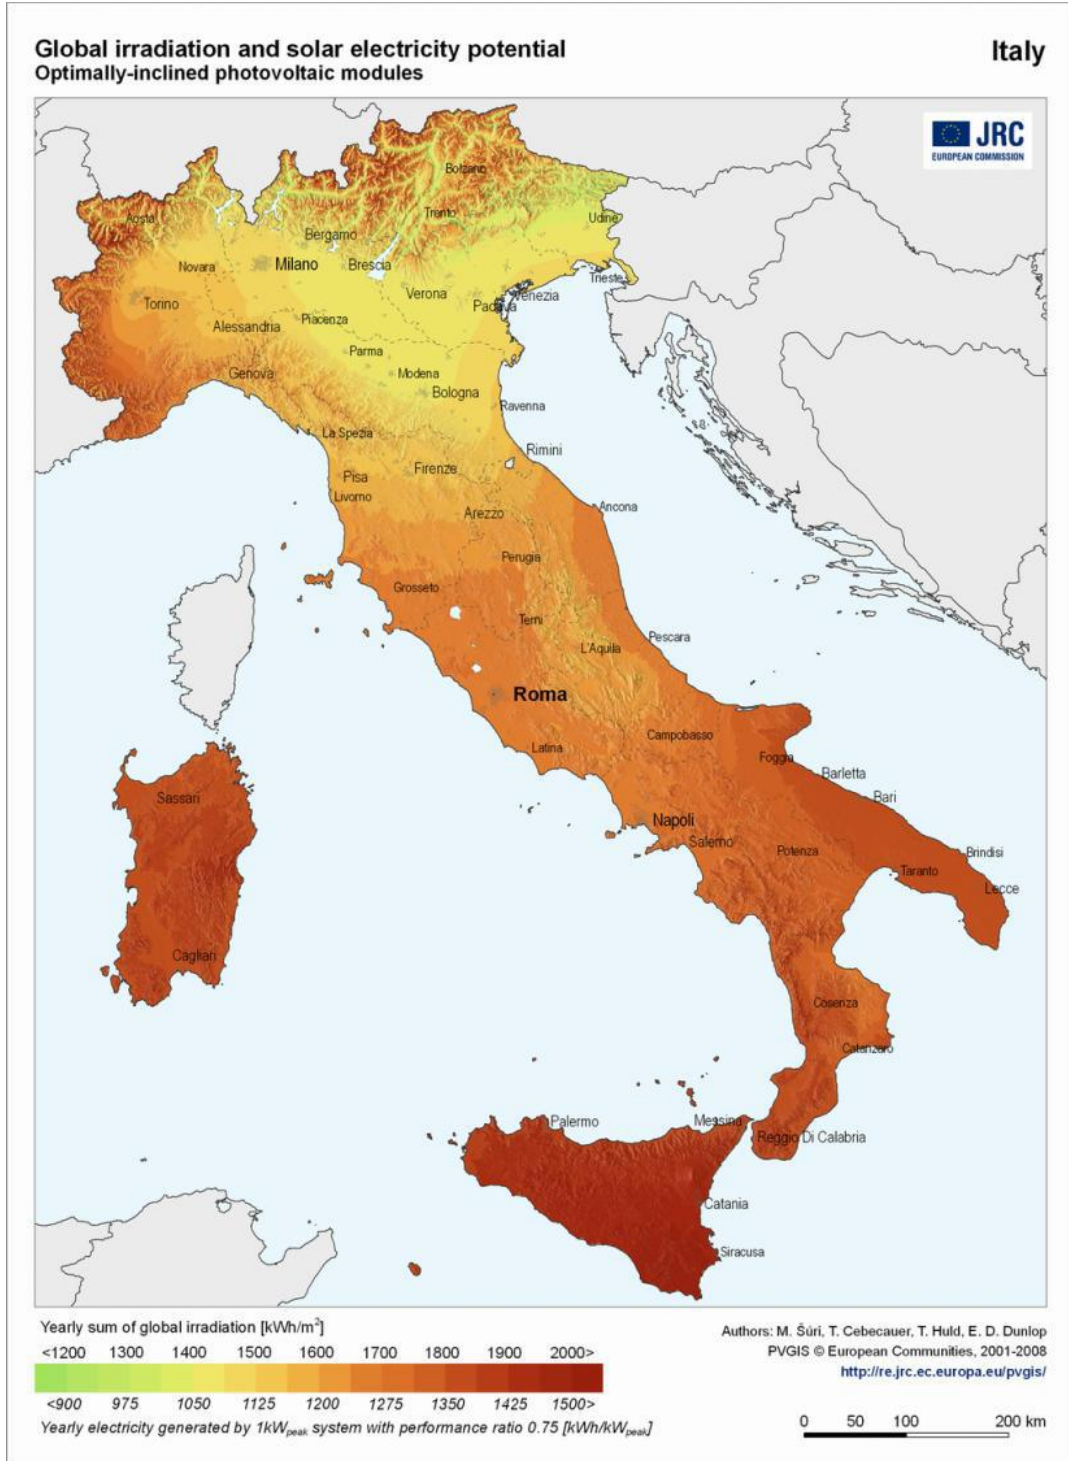 Global irradiation and solar electricity potential
Optimally-inclined photovoltaic modules
Italy
JRC
EUROPEAN COMMISSION
Bolzano
Aosta
Trento
Udine
Bergamo
Novara
Milano
Brescia
Trieste
Torino
Verona
Padova
Venezia
Alessandria
Piacenza
Parma
Genova
Modena
Bologna
Ravenna
La Spezia
Rimini
Firenze
Pisa
Livorno
Arezzo
Ancona
Perugia
Grosseto
Terni
Pescara
L'Aquila
Roma
Campobasso
Latina
Foggia
Barletta
Sassari
Bari
Napoli
Salerno
Potenza
Brindisi
Taranto
Lecce
Cagliari
Cosenza
Catanzaro
Palermo
Messina
Reggio Di Calabria
Catania
Siracusa
Yearly sum of global irradiation [kWh/m²]
<1200 1300 1400 1500 1600 1700 1800 1900 2000>
<900 975 1050 1125 1200 1275 1350 1425 1500>
Yearly electricity generated by 1kWpeak system with performance ratio 0.75 [kWh/kWpeak]
Authors: M. Šúri, T. Cebecauer, T. Huld, E. D. Dunlop
PVGIS © European Communities, 2001-2008
http://re.jrc.ec.europa.eu/pvgis/
0 50 100 200 km